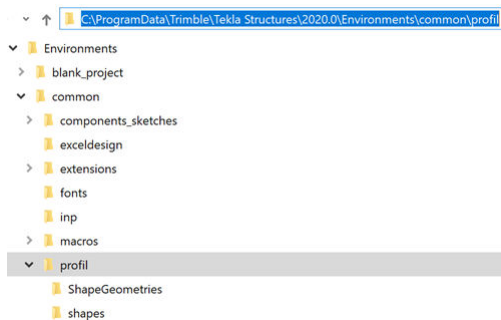 C:\ProgramData\Trimble\Tekla Structures\2020.0\Environments\common\profil
Environments
blank_project
common
components_sketches
exceldesign
extensions
fonts
inp
macros
profil
ShapeGeometries
shapes